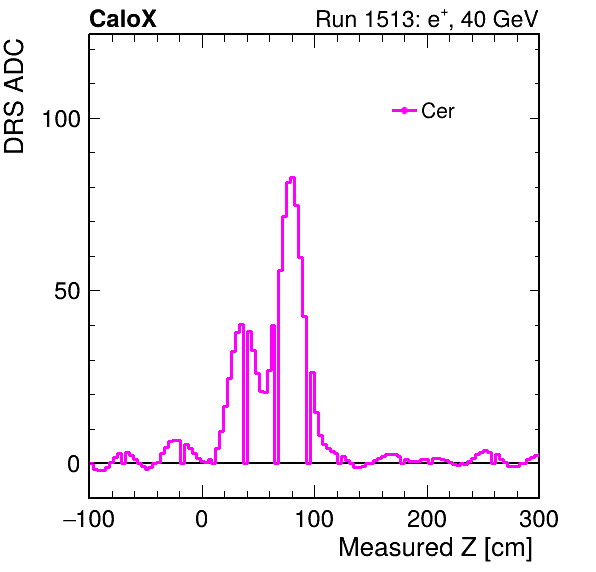 CaloX Run 1513: e⁺, 40 GeV
DRS ADC
Cer
100
50
0
−100 0 100 200 300
Measured Z [cm]